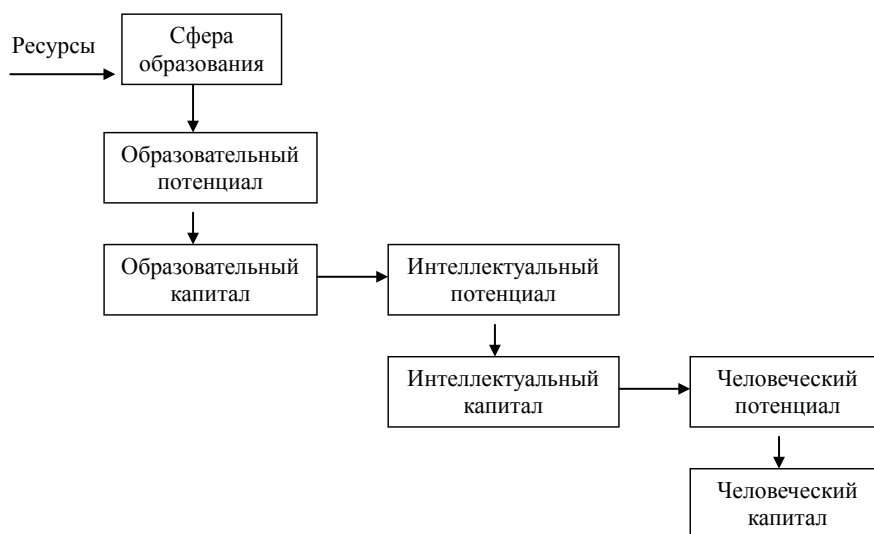 Ресурсы
Сфера
образования
Образовательный
потенциал
Образовательный
капитал
Интеллектуальный
потенциал
Интеллектуальный
капитал
Человеческий
потенциал
Человеческий
капитал